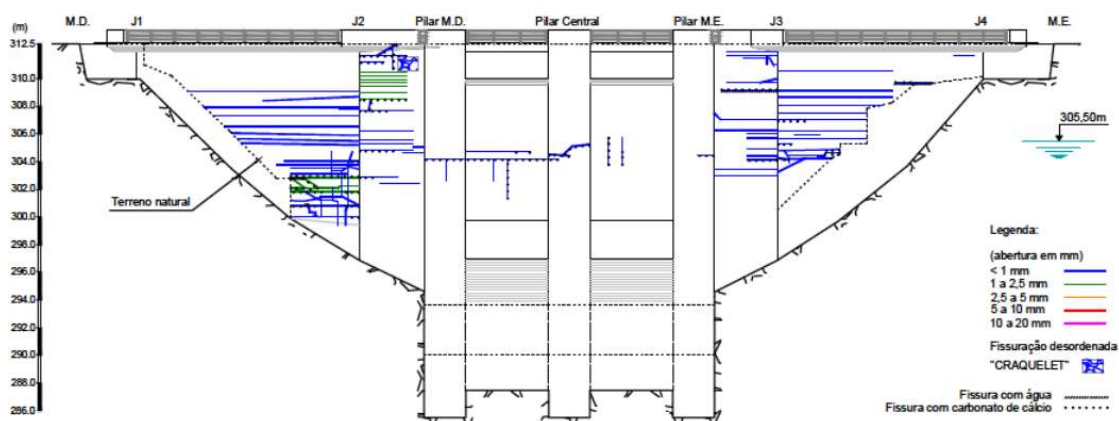 (m) M.D. J1 J2 Pilar M.D. Pilar Central Pilar M.E. J3 J4 M.E.
312.5
310.0
308.0
306.0
305,50m
304.0
302.0
Terreno natural
300.0
298.0
296.0
294.0
292.0
290.0
288.0
286.0
Legenda:
(abertura em mm)
< 1 mm
1 a 2,5 mm
2,5 a 5 mm
5 a 10 mm
10 a 20 mm
Fissuração desordenada
"CRAQUELET"
Fissura com água
Fissura com carbonato de cálcio